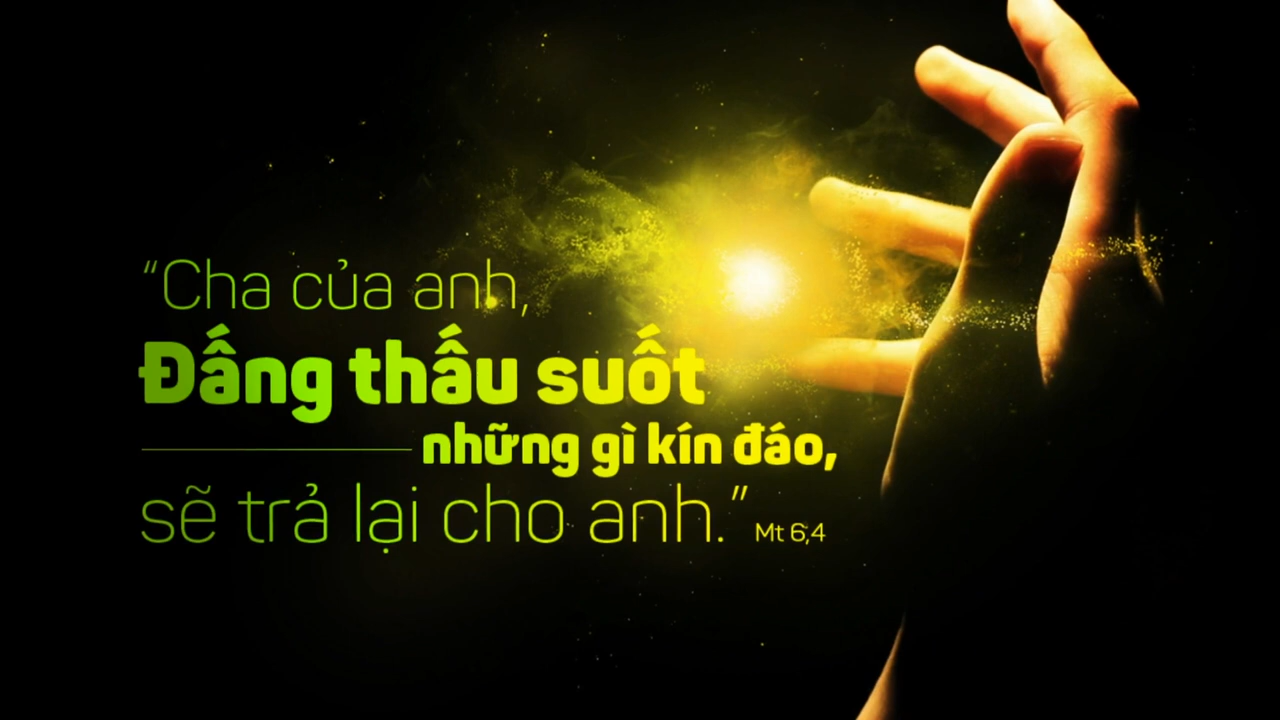 “Cha của anh,
Đấng thấu suốt
những gì kín đáo,
sẽ trả lại cho anh.” Mt 6,4